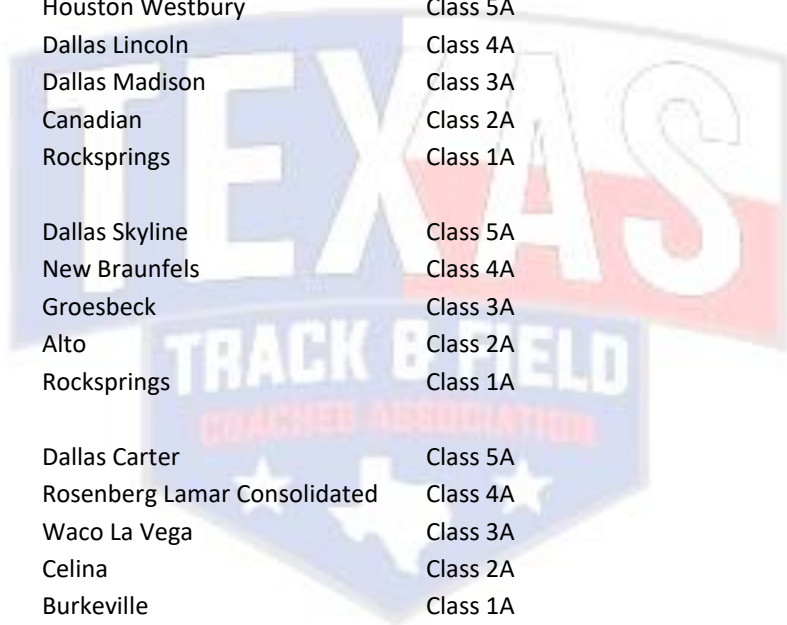 Houston Westbury Class 5A
Dallas Lincoln Class 4A
Dallas Madison Class 3A
Canadian Class 2A
Rocksprings Class 1A
Dallas Skyline Class 5A
New Braunfels Class 4A
Groesbeck Class 3A
Alto Class 2A
Rocksprings Class 1A
Dallas Carter Class 5A
Rosenberg Lamar Consolidated Class 4A
Waco La Vega Class 3A
Celina Class 2A
Burkeville Class 1A
TEXAS
TRACK & FIELD
COACHES ASSOCIATION